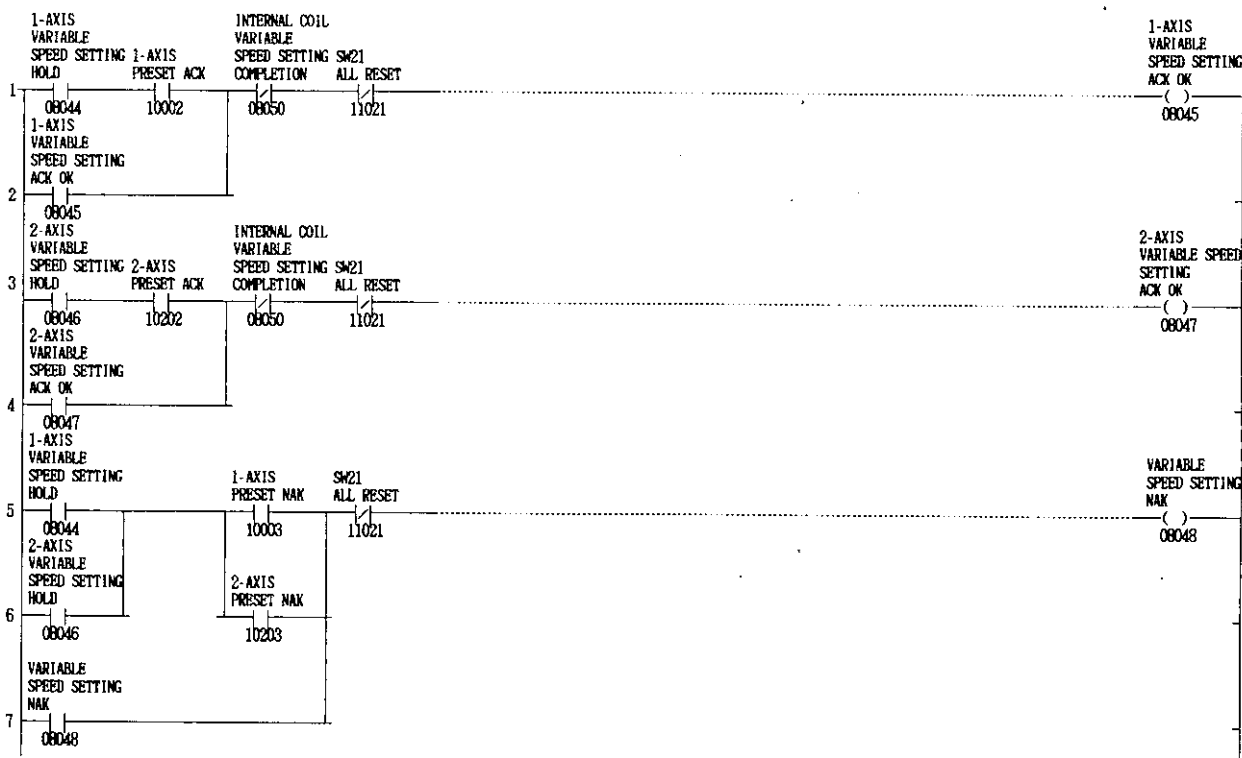 1-AXIS
VARIABLE
SPEED SETTING
HOLD
1-AXIS
PRESET ACK
INTERNAL COIL
VARIABLE
SPEED SETTING
COMPLETION
SW21
ALL RESET
1-AXIS
VARIABLE
SPEED SETTING
ACK OK
1
08044
10002
08050
11021
08045
1-AXIS
VARIABLE
SPEED SETTING
ACK OK
2
08045
2-AXIS
VARIABLE
SPEED SETTING
HOLD
2-AXIS
PRESET ACK
INTERNAL COIL
VARIABLE
SPEED SETTING
COMPLETION
SW21
ALL RESET
2-AXIS
VARIABLE SPEED
SETTING
ACK OK
3
08046
10202
08050
11021
08047
2-AXIS
VARIABLE
SPEED SETTING
ACK OK
4
08047
1-AXIS
VARIABLE
SPEED SETTING
HOLD
1-AXIS
PRESET NAK
SW21
ALL RESET
VARIABLE
SPEED SETTING
NAK
5
08044
10003
11021
08048
2-AXIS
VARIABLE
SPEED SETTING
HOLD
2-AXIS
PRESET NAK
6
08046
10203
VARIABLE
SPEED SETTING
NAK
7
08048